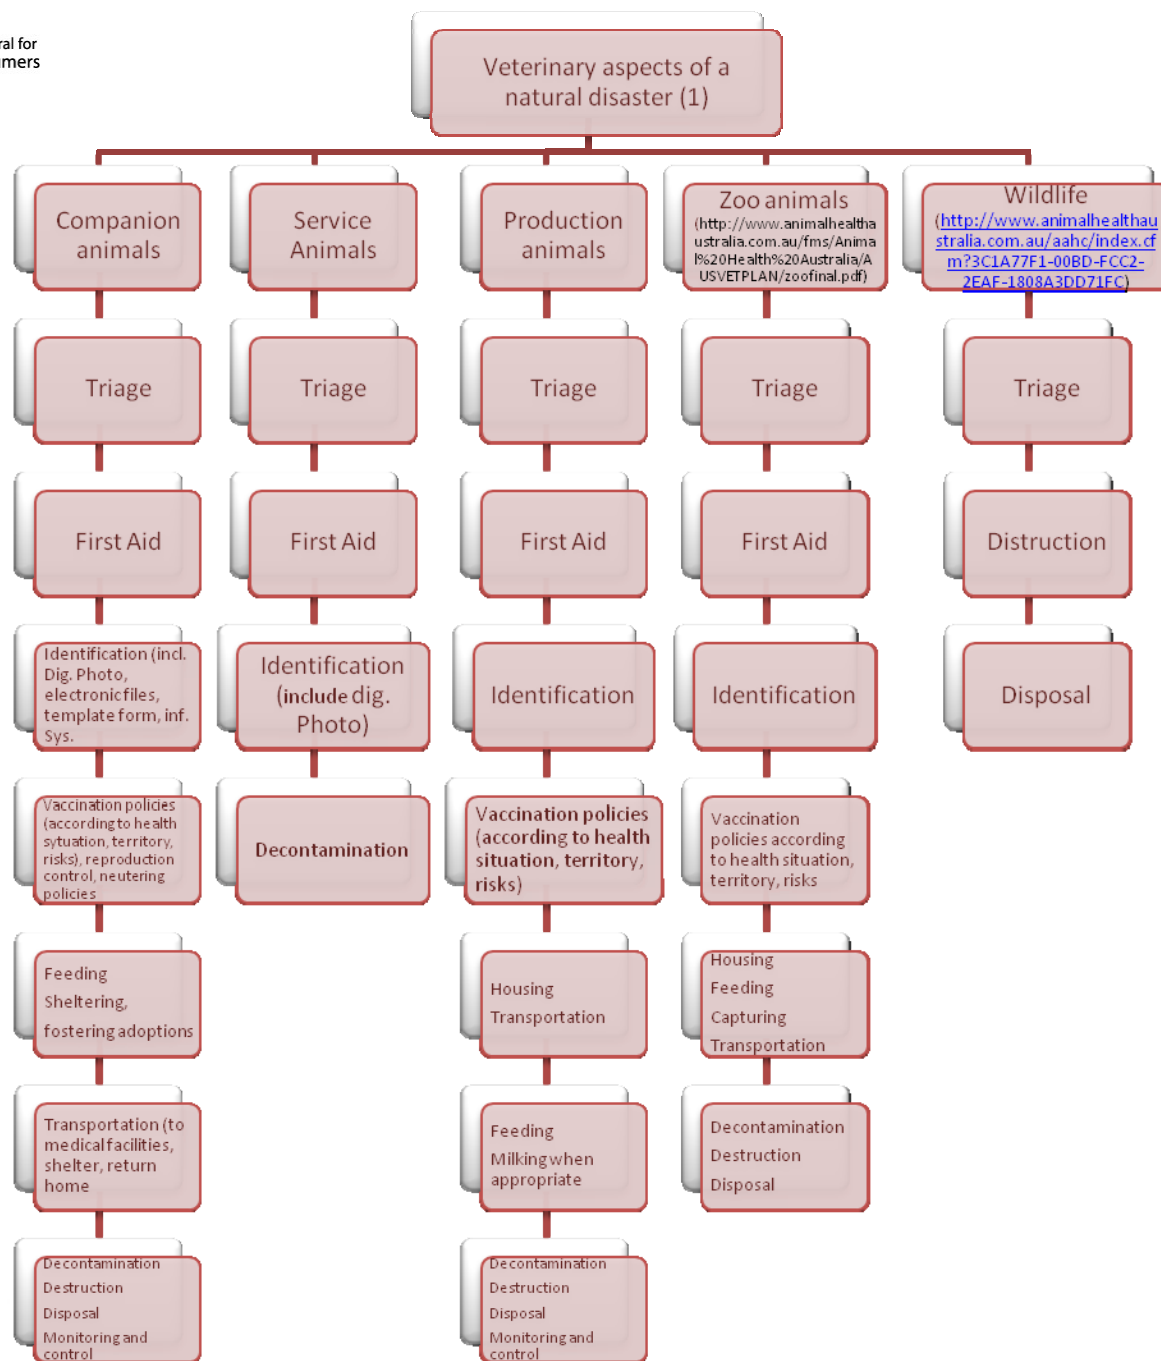 ral for
umers
Veterinary aspects of a
natural disaster (1)
Companion
animals
Triage
First Aid
Identification (incl.
Dig. Photo,
electronic files,
template form, inf.
Sys.
Vaccination policies
(according to health
sytuation, territory,
risks), reproduction
control, neutering
policies
Feeding
Sheltering,
fostering adoptions
Transportation (to
medical facilities,
shelter, return
home
Decontamination
Destruction
Disposal
Monitoring and
control
Service
Animals
Triage
First Aid
Identification
(include dig.
Photo)
Decontamination
Production
animals
Triage
First Aid
Identification
Vaccination policies
(according to health
situation, territory,
risks)
Housing
Transportation
Feeding
Milking when
appropriate
Decontamination
Destruction
Disposal
Monitoring and
control
Zoo animals
(http://www.animalhealtha
ustralia.com.au/fms/Anima
l%20Health%20Australia/A
USVETPLAN/zoofinal.pdf)
Triage
First Aid
Identification
Vaccination
policies according
to health situation,
territory, risks
Housing
Feeding
Capturing
Transportation
Decontamination
Destruction
Disposal
Wildlife
(http://www.animalhealthau
stralia.com.au/aahc/index.cf
m?3C1A77F1-00BD-FCC2-
2EAF-1808A3DD71FC)
Triage
Distruction
Disposal